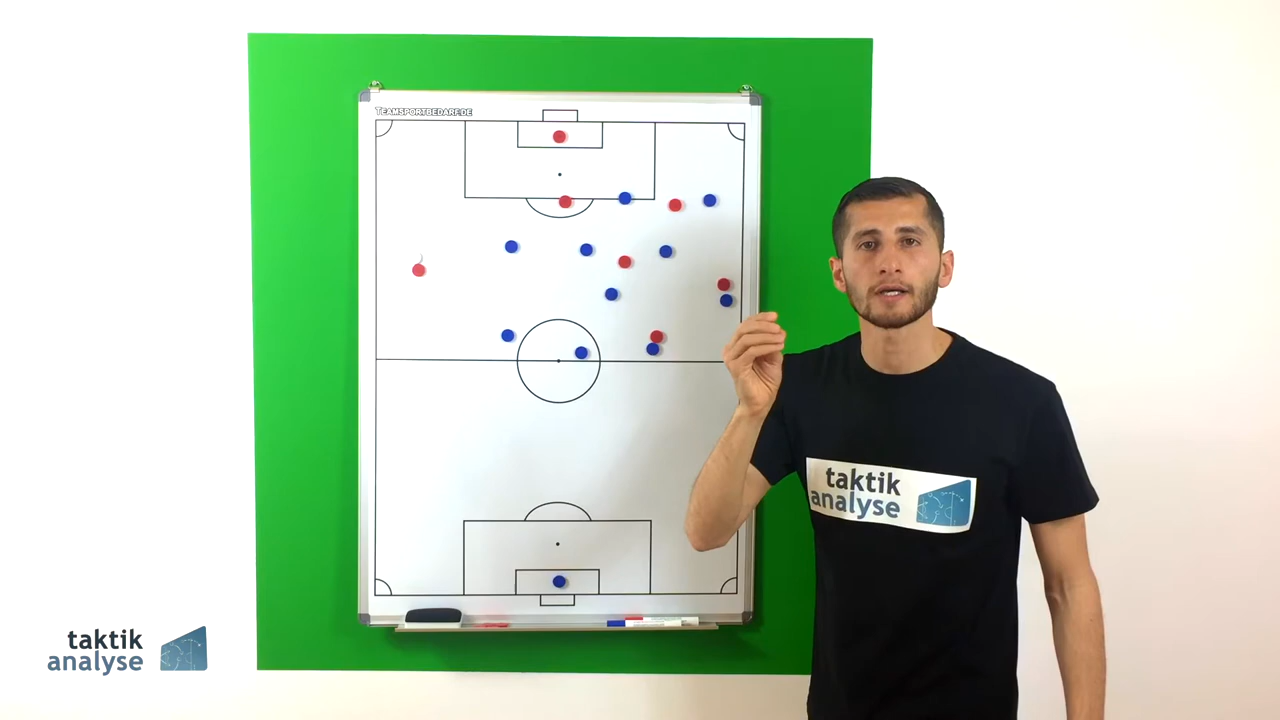 TEAMSPORTBEDARF.DE
taktik
analyse
taktik
analyse